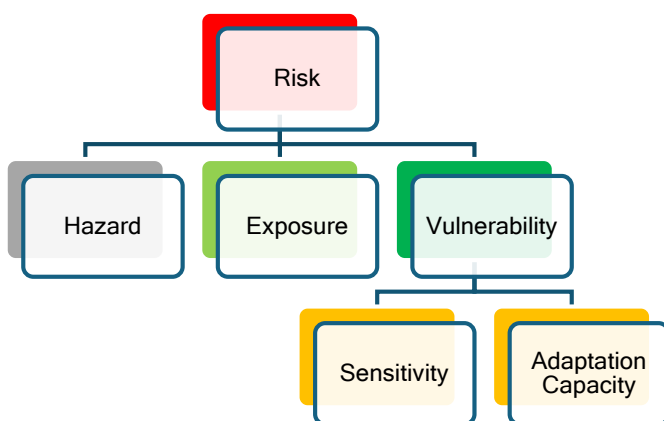 Risk
Hazard
Exposure
Vulnerability
Sensitivity
Adaptation
Capacity